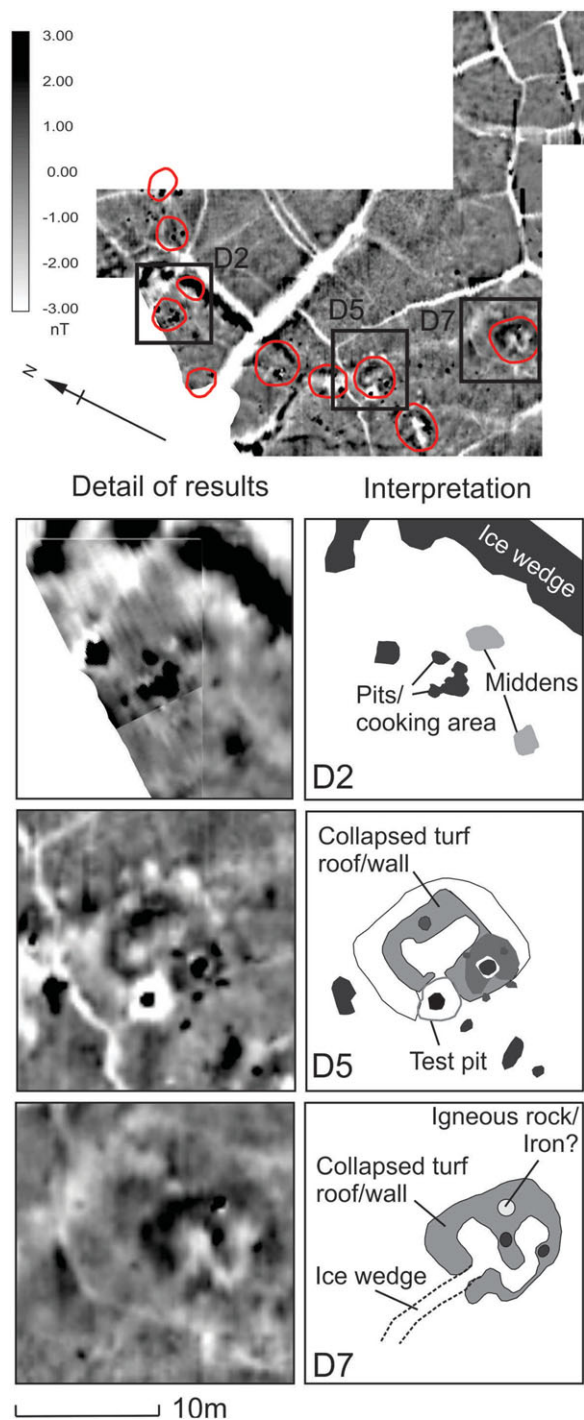 3.00
2.00
1.00
0.00
-1.00
-2.00
-3.00
nT
D2
D5
D7
N
Detail of results
Interpretation
Ice wedge
Pits/
cooking area
Middens
D2
Collapsed turf
roof/wall
Test pit
D5
Igneous rock/
Iron?
Collapsed turf
roof/wall
Ice wedge
D7
10m